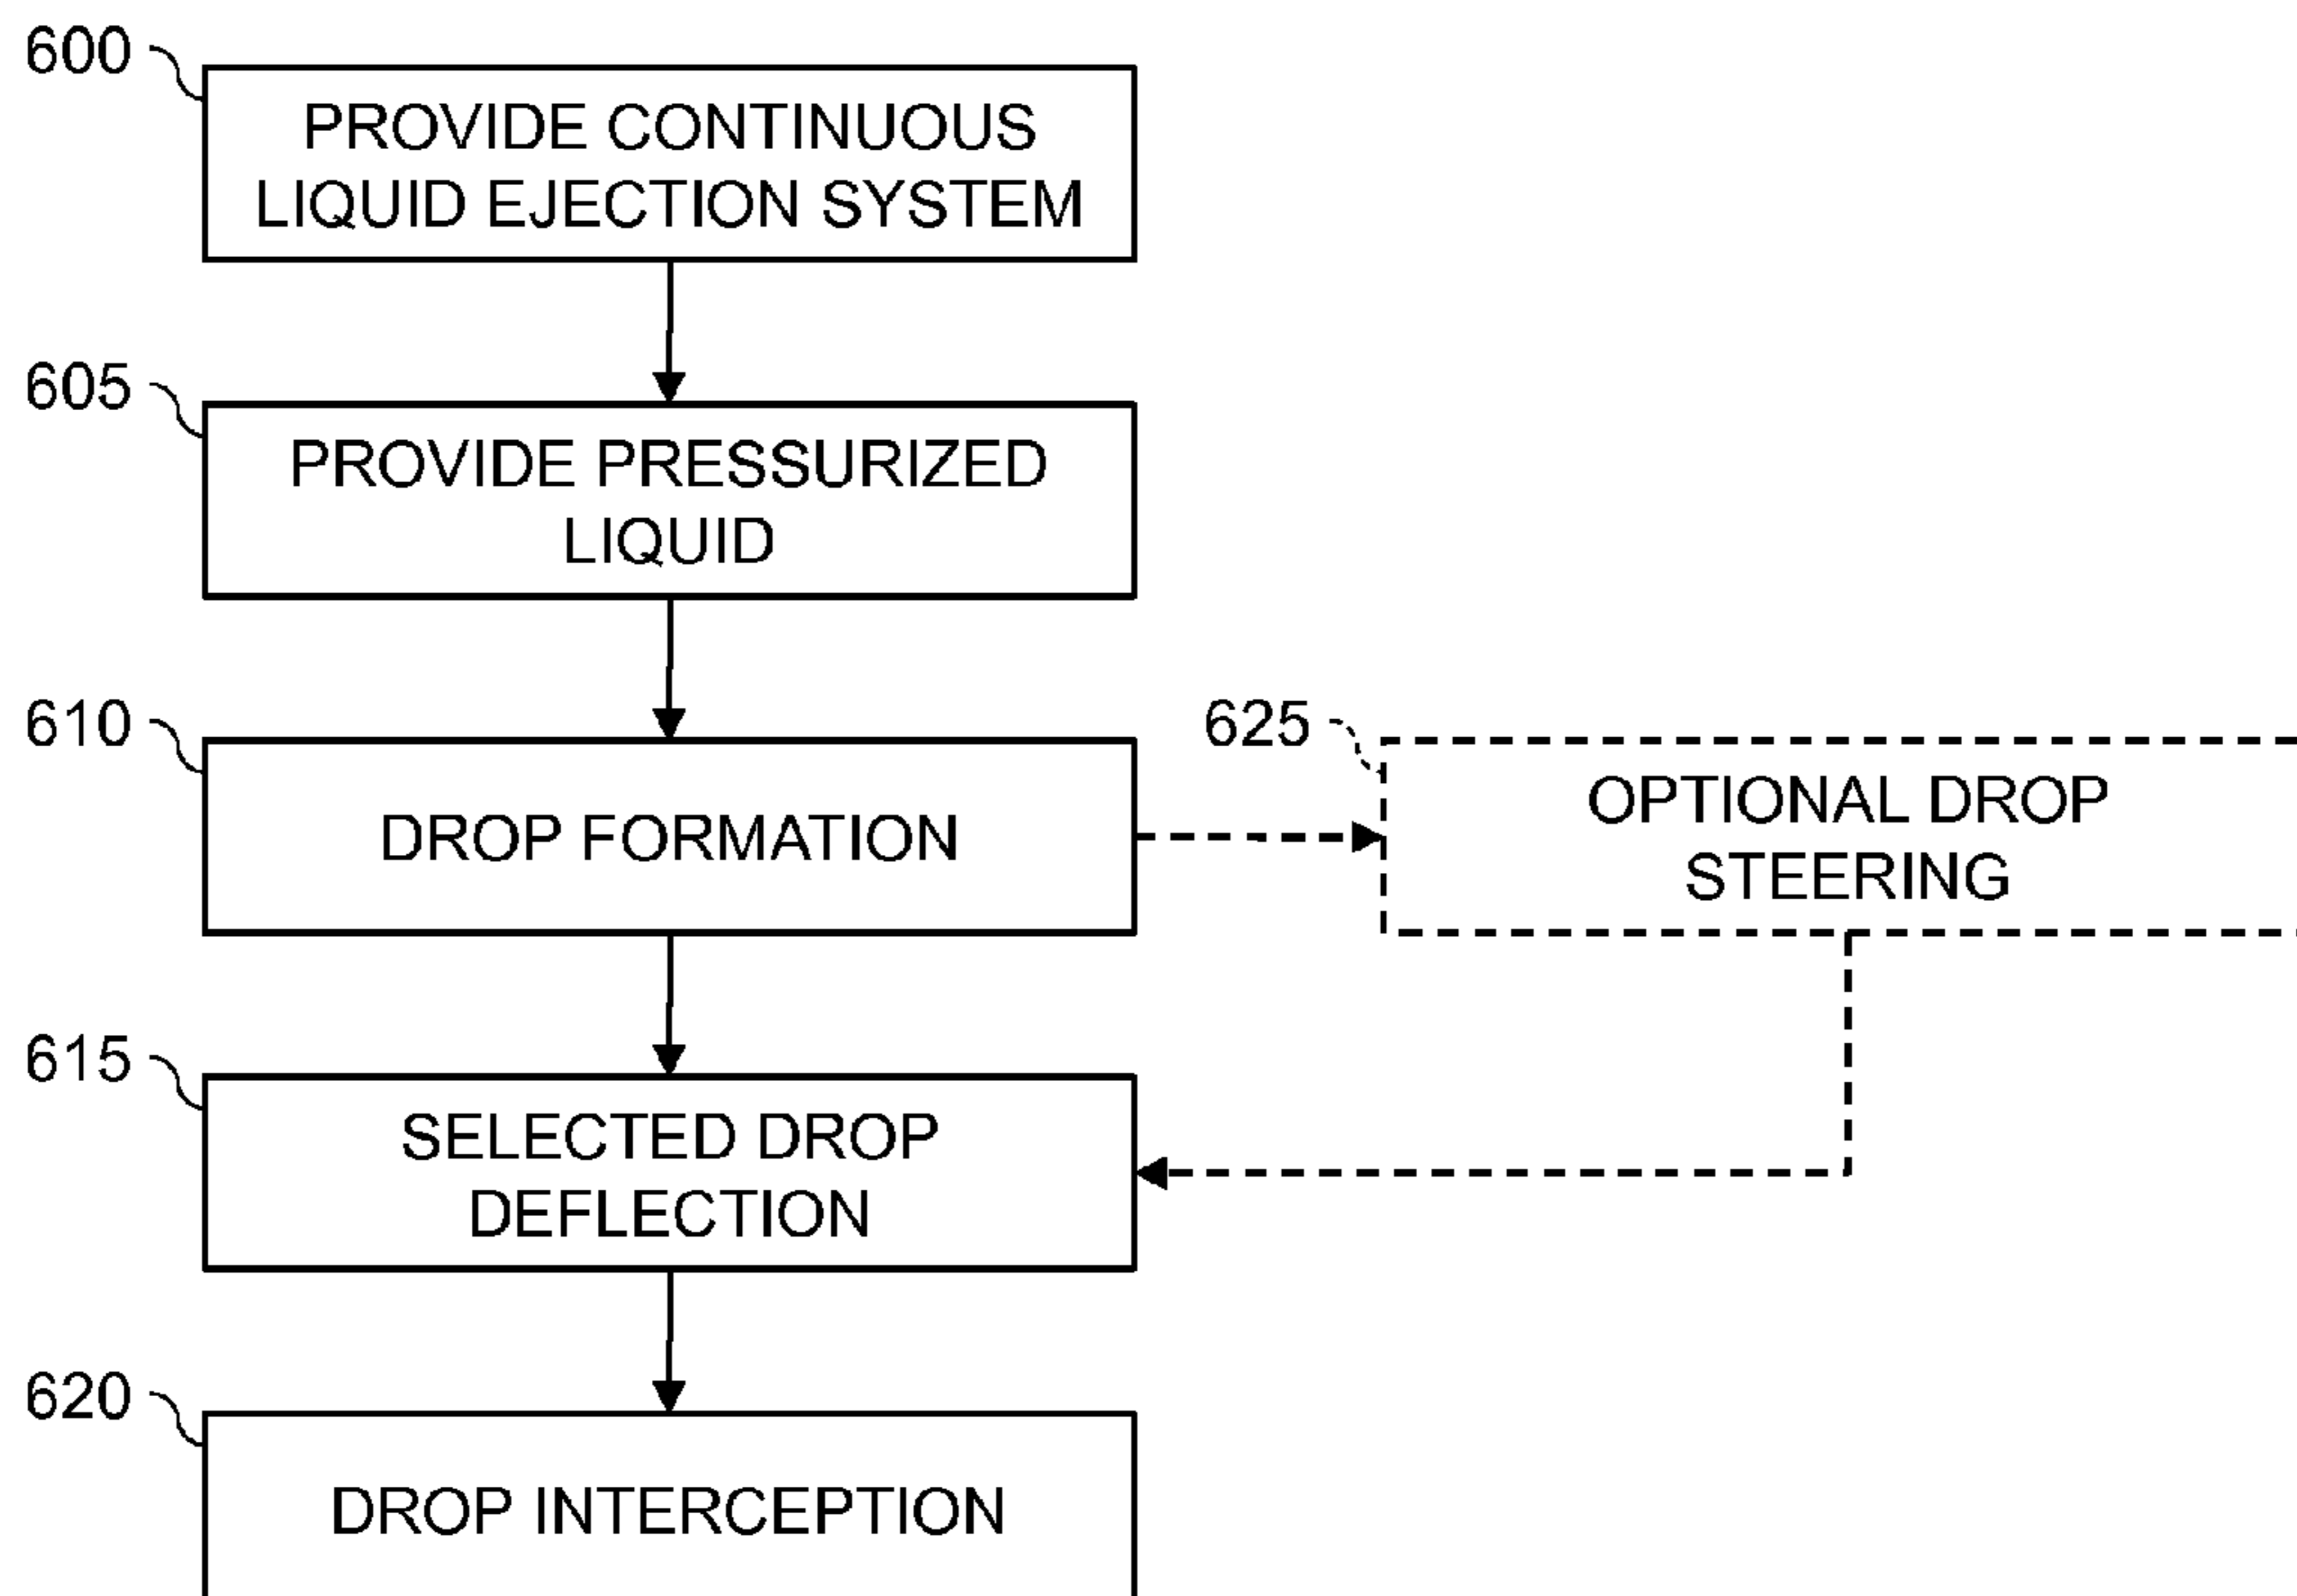 600
PROVIDE CONTINUOUS
LIQUID EJECTION SYSTEM
605
PROVIDE PRESSURIZED
LIQUID
610
DROP FORMATION
625
OPTIONAL DROP
STEERING
615
SELECTED DROP
DEFLECTION
620
DROP INTERCEPTION